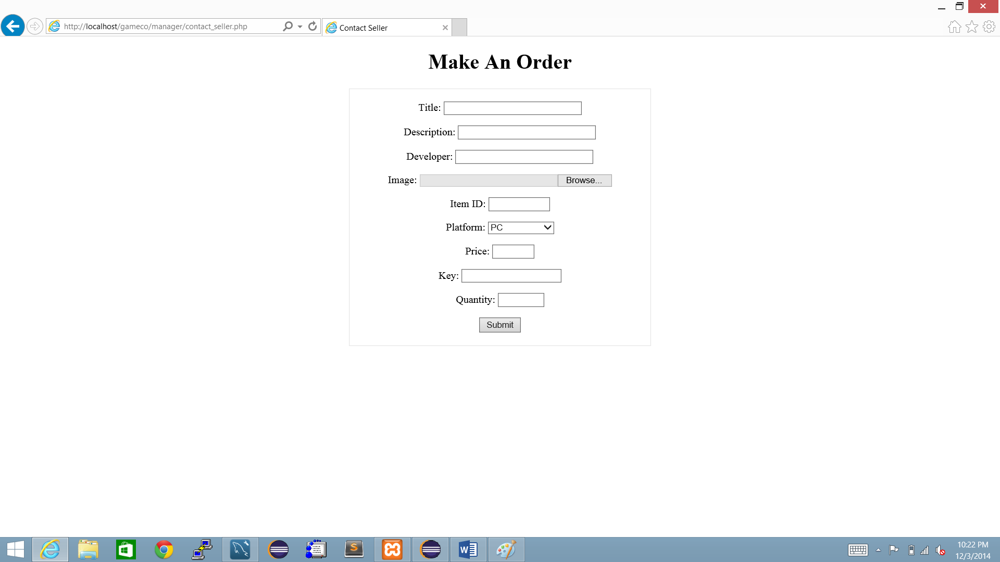 http://localhost/gameco/manager/contact_seller.php
Contact Seller
Make An Order
Title:
Description:
Developer:
Image: Browse...
Item ID:
Platform: PC
Price:
Key:
Quantity:
Submit
10:22 PM
12/3/2014